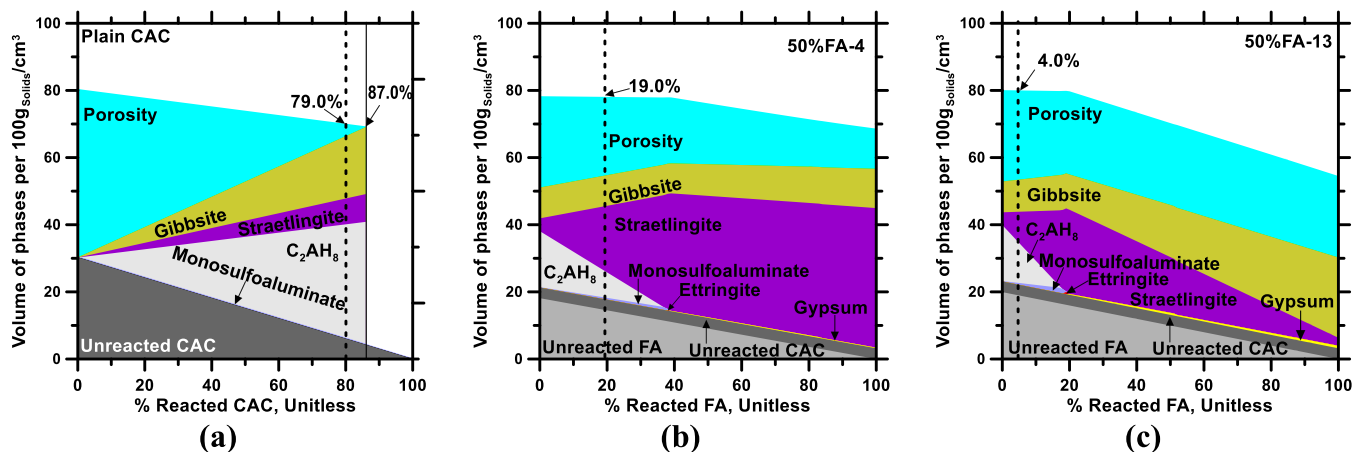 Volume of phases per 100g_Solids/cm³
100
80
60
40
20
0
Plain CAC
79.0%
87.0%
Porosity
Gibbsite
Straetlingite
C₂AH₈
Monosulfoaluminate
Unreacted CAC
0 20 40 60 80 100
% Reacted CAC, Unitless
(a)
Volume of phases per 100g_Solids/cm³
100
80
60
40
20
0
50%FA-4
19.0%
Porosity
Gibbsite
Straetlingite
C₂AH₈
Monosulfoaluminate
Ettringite
Gypsum
Unreacted FA
Unreacted CAC
0 20 40 60 80 100
% Reacted FA, Unitless
(b)
Volume of phases per 100g_Solids/cm³
100
80
60
40
20
0
50%FA-13
4.0%
Porosity
Gibbsite
C₂AH₈
Monosulfoaluminate
Ettringite
Straetlingite
Gypsum
Unreacted FA
Unreacted CAC
0 20 40 60 80 100
% Reacted FA, Unitless
(c)